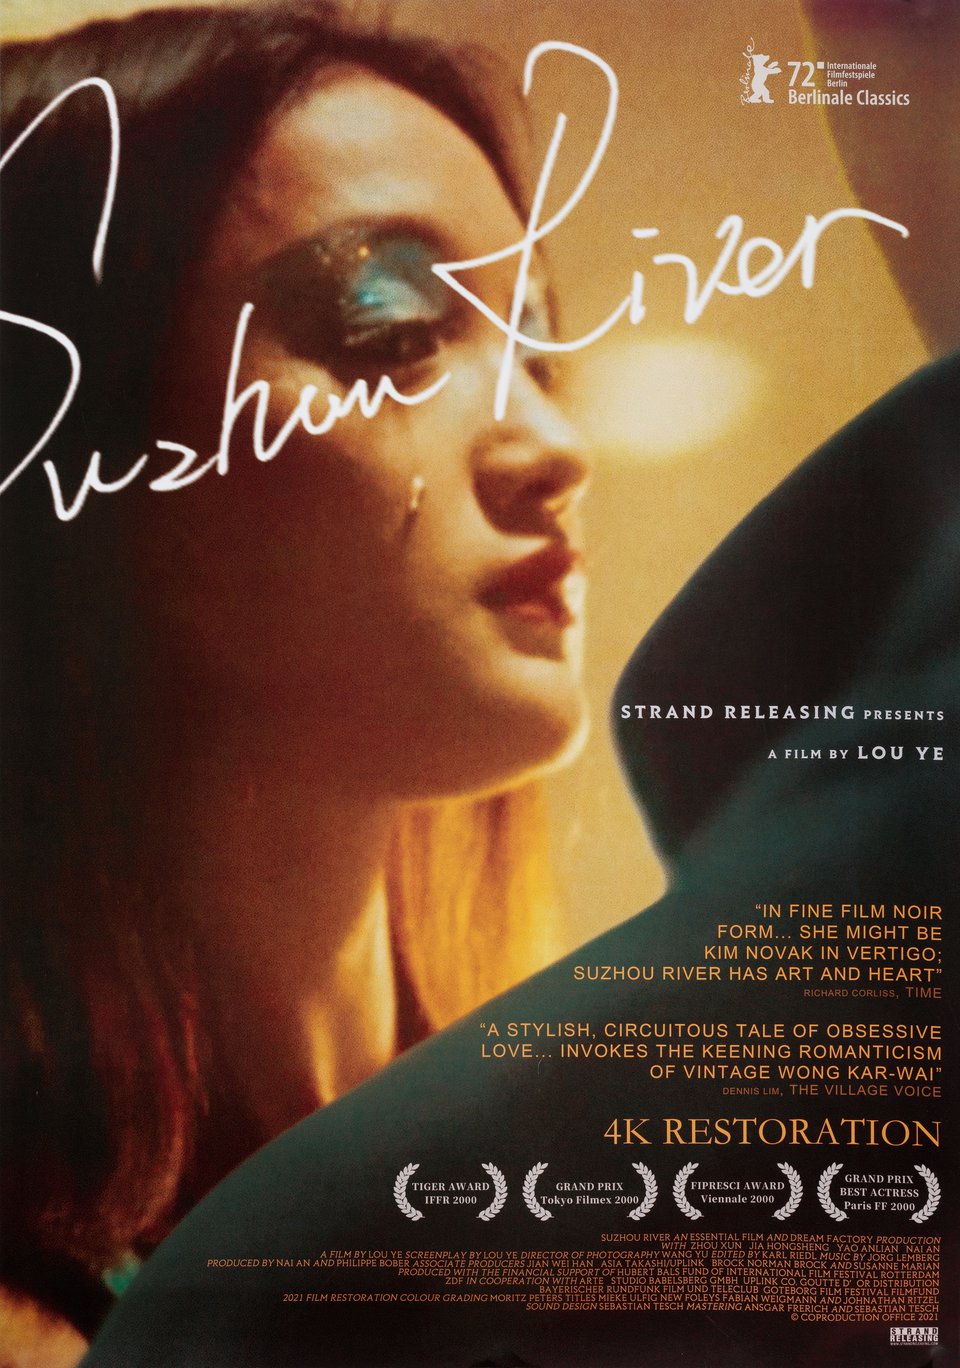 Suzhou River
Berlinale
72
Internationale
Filmfestspiele
Berlin
Berlinale Classics
STRAND RELEASING PRESENTS
A FILM BY LOU YE
“IN FINE FILM NOIR
FORM... SHE MIGHT BE
KIM NOVAK IN VERTIGO;
SUZHOU RIVER HAS ART AND HEART”
RICHARD CORLISS, TIME
“A STYLISH, CIRCUITOUS TALE OF OBSESSIVE
LOVE... INVOKES THE KEENING ROMANTICISM
OF VINTAGE WONG KAR-WAI”
DENNIS LIM, THE VILLAGE VOICE
4K RESTORATION
TIGER AWARD
IFFR 2000
GRAND PRIX
Tokyo Filmex 2000
FIPRESCI AWARD
Viennale 2000
GRAND PRIX
BEST ACTRESS
Paris FF 2000
SUZHOU RIVER AN ESSENTIAL FILM AND DREAM FACTORY PRODUCTION
WITH ZHOU XUN JIA HONGSHENG YAO ANLIAN NAI AN
A FILM BY LOU YE SCREENPLAY BY LOU YE DIRECTOR OF PHOTOGRAPHY WANG YU EDITED BY KARL RIEDL MUSIC BY JORG LEMBERG
PRODUCED BY NAI AN AND PHILIPPE BOBER ASSOCIATE PRODUCERS JIAN WEI HAN ASIA TAKASHI/UPLINK BROCK NORMAN BROCK AND SUSANNE MARIAN
PRODUCED WITH THE FINANCIAL SUPPORT OF HUBERT BALS FUND OF INTERNATIONAL FILM FESTIVAL ROTTERDAM
ZDF IN COOPERATION WITH ARTE STUDIO BABELSBERG GMBH UPLINK CO. GOUTTE D' OR DISTRIBUTION
BAYERISCHER RUNDFUNK FILM UND TELECLUB GOTEBORG FILM FESTIVAL FILMFUND
2021 FILM RESTORATION COLOUR GRADING MORITZ PETERS TITLES MIEKE ULFIG NEW FOLEYS FABIAN WEIGMANN AND JOHNATHAN RITZEL
SOUND DESIGN SEBASTIAN TESCH MASTERING ANSGAR FRERICH AND SEBASTIAN TESCH
© COPRODUCTION OFFICE 2021
STRAND
RELEASING
WWW.STRANDRELEASING.COM